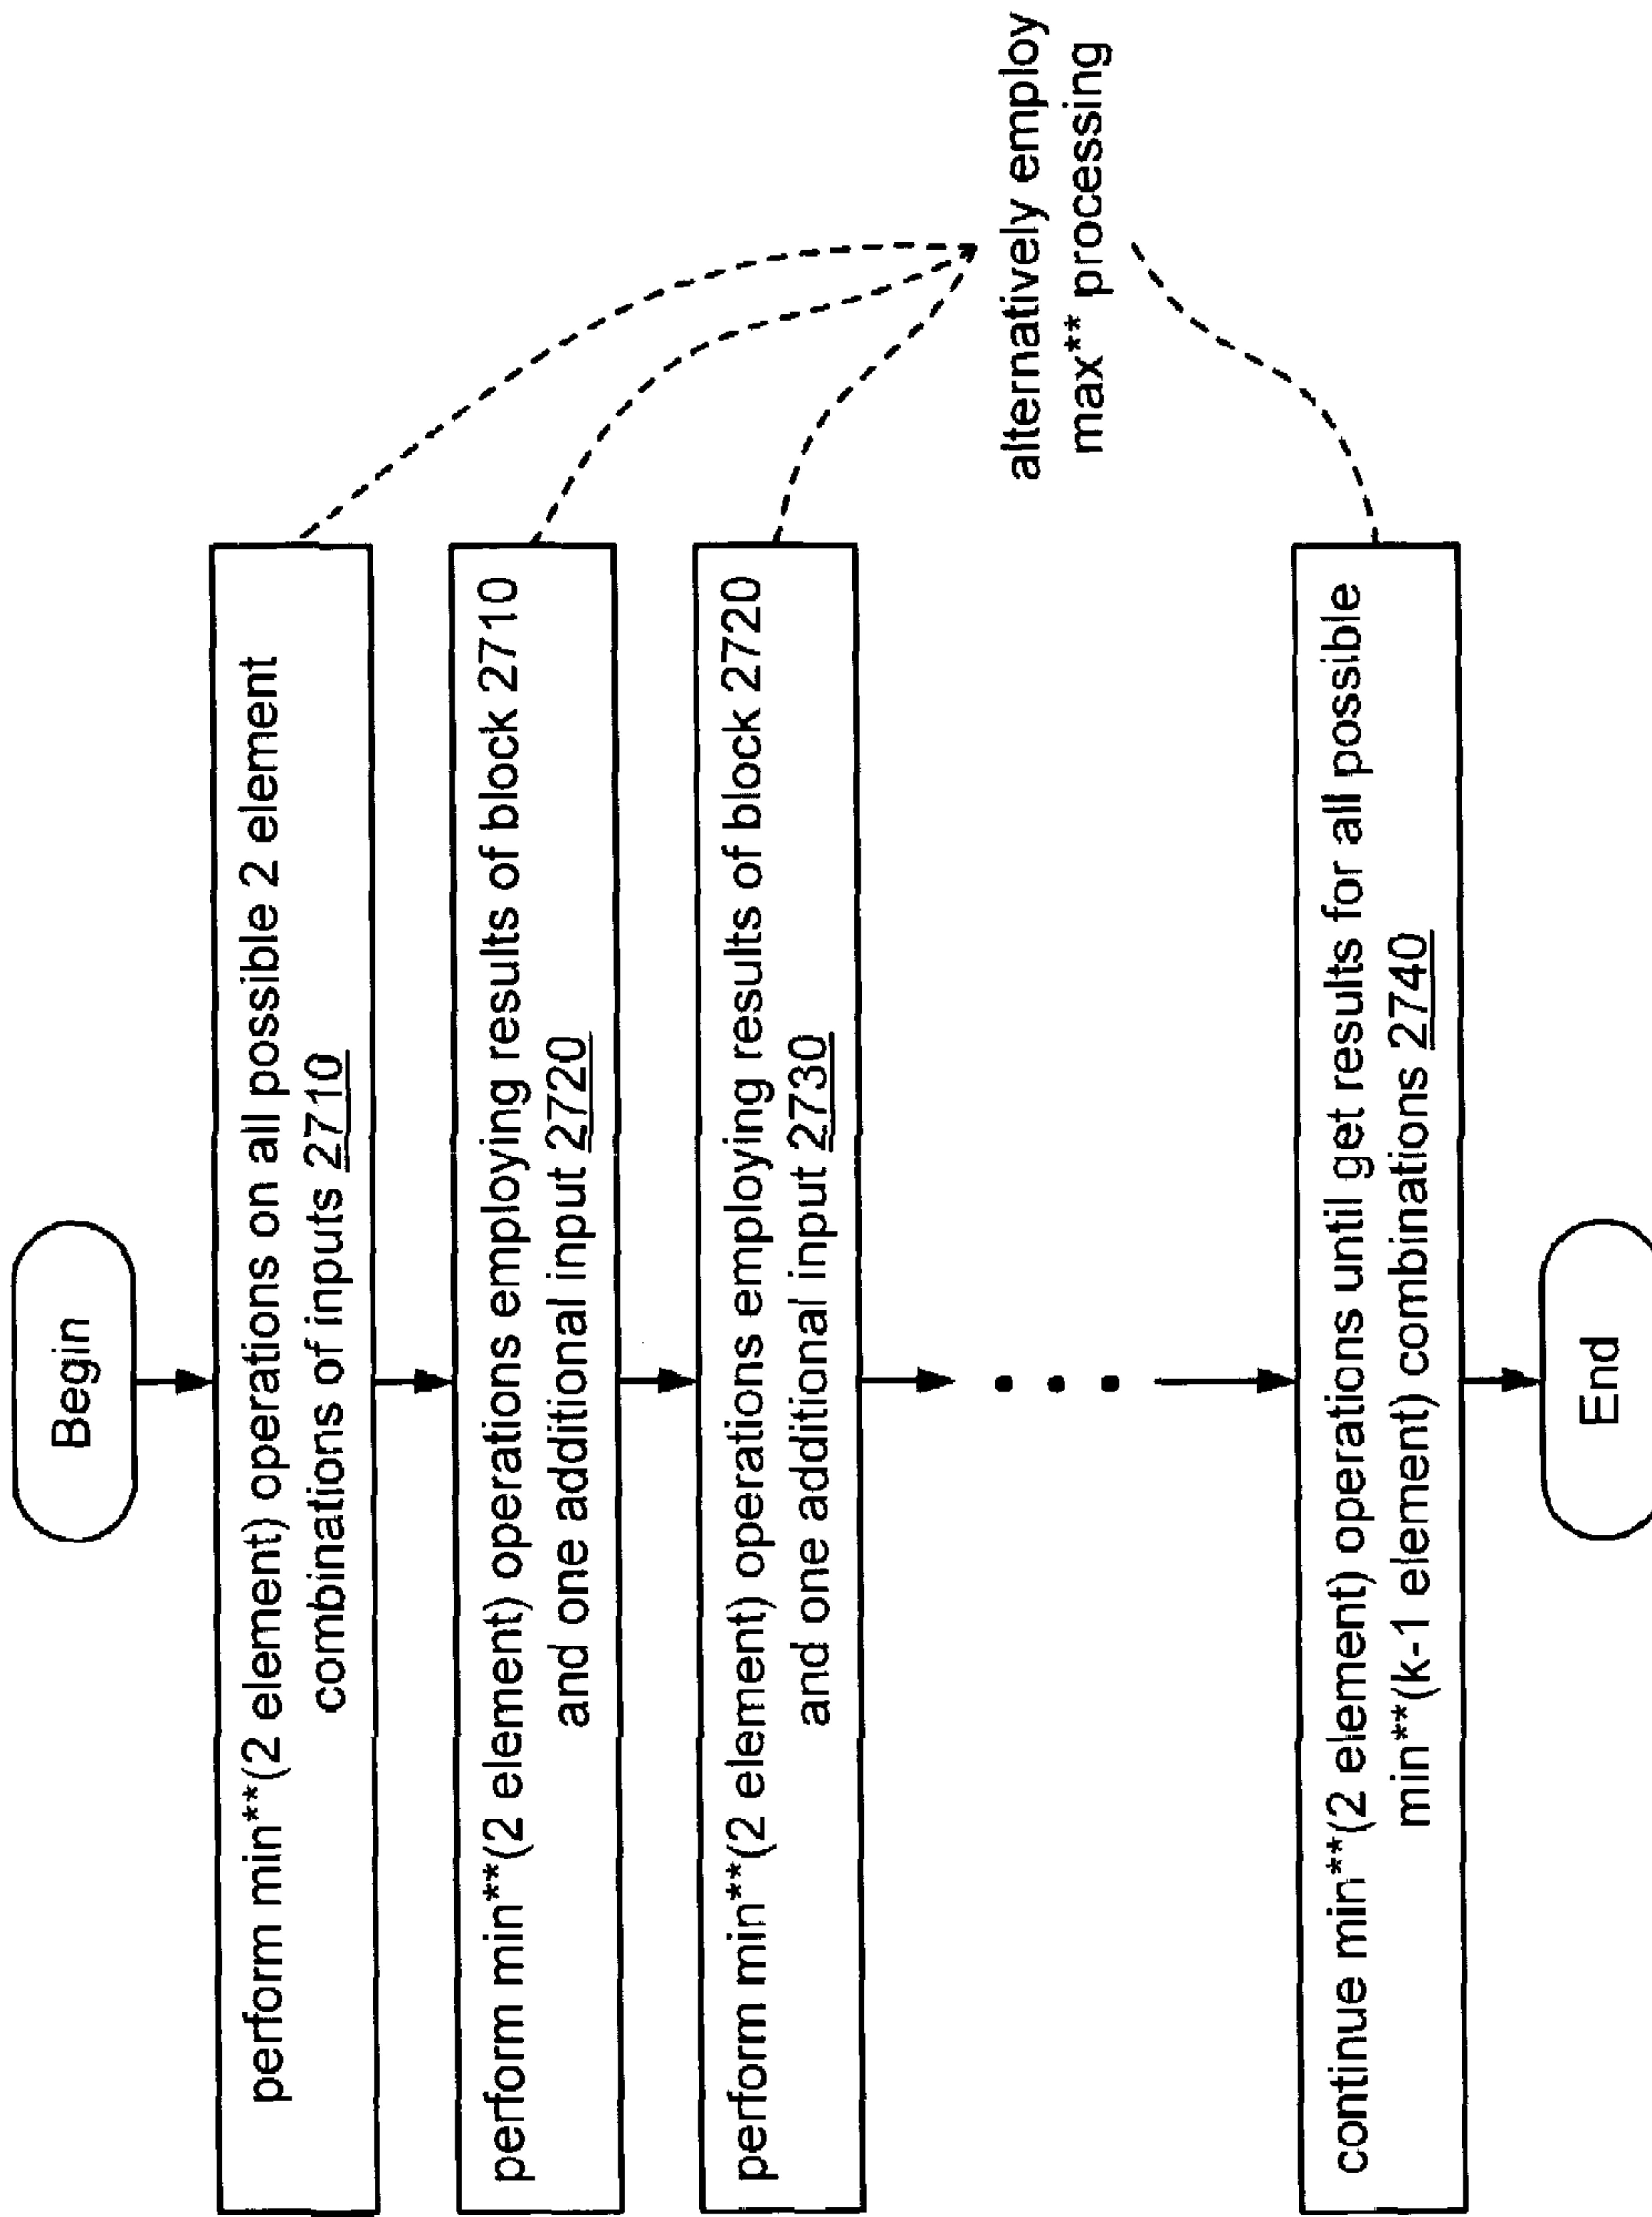 Begin
perform min**(2 element) operations on all possible 2 element
combinations of inputs 2710
perform min**(2 element) operations employing results of block 2710
and one additional input 2720
perform min**(2 element) operations employing results of block 2720
and one additional input 2730
continue min**(2 element) operations until get results for all possible
min**(k-1 element) combinations 2740
End
alternatively employ
max** processing